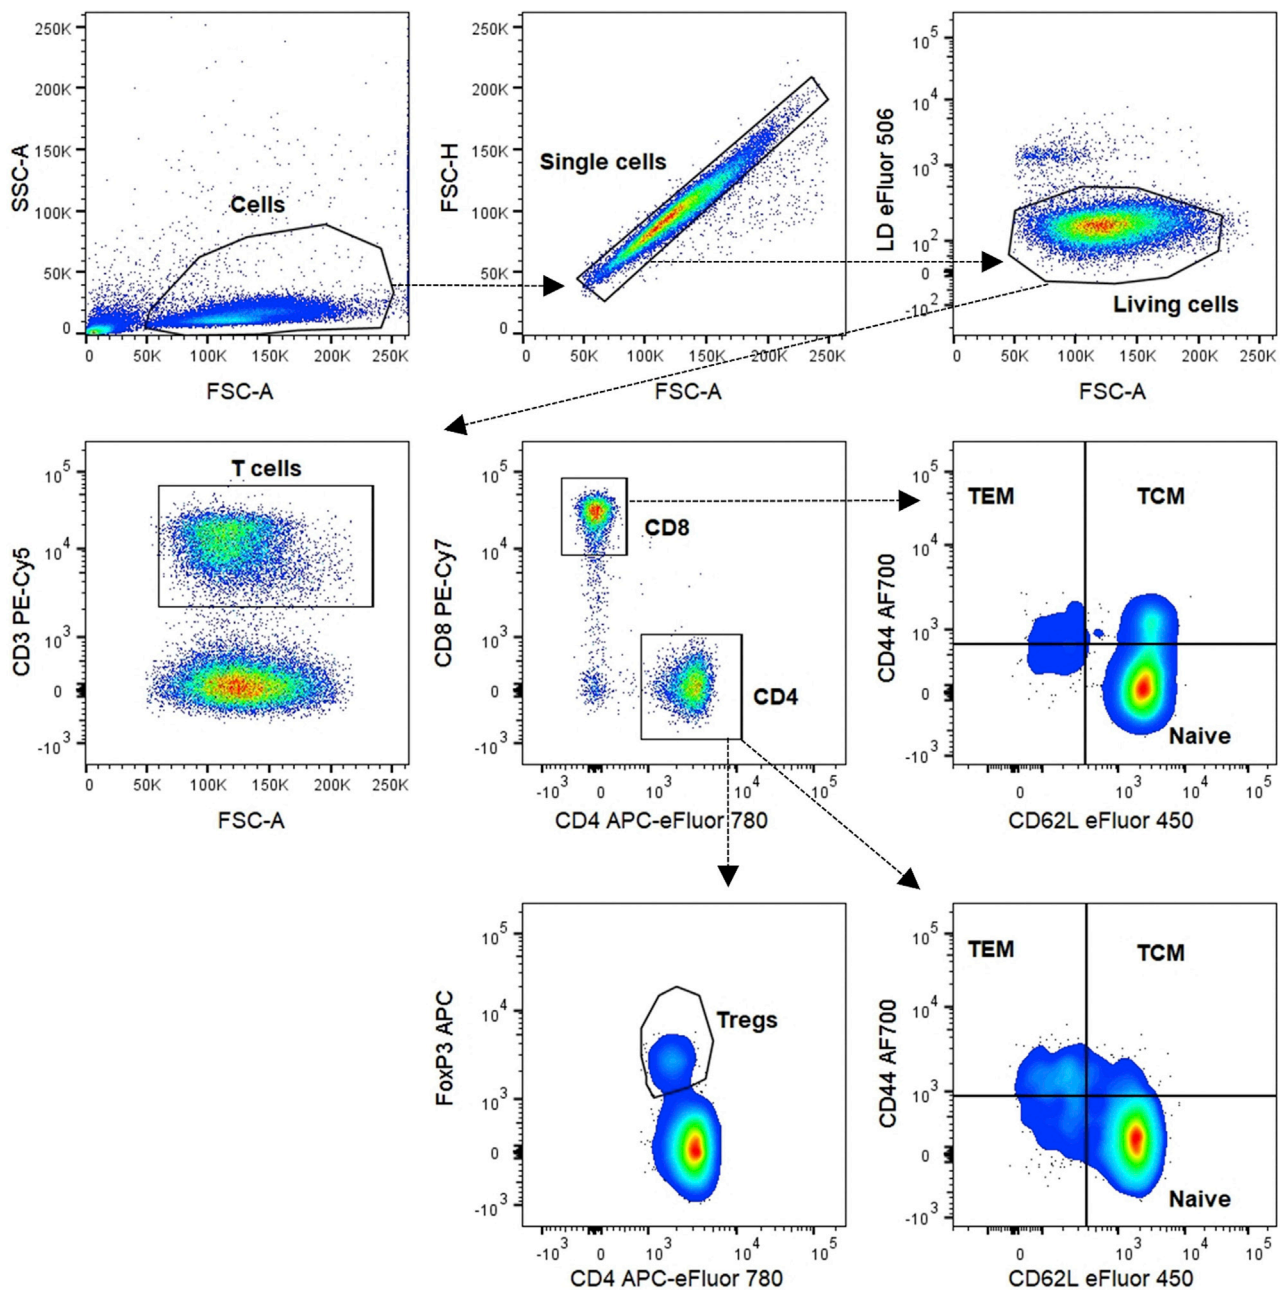 250K
200K
150K
100K
50K
0
SSC-A
Cells
0 50K 100K 150K 200K
FSC-A
250K
200K
150K
100K
50K
0
FSC-H
Single cells
0 50K 100K 150K 200K 250K
FSC-A
10^5
10^4
10^3
10^2
0
-10^2
LD eFluor 506
Living cells
0 50K 100K 150K 200K 250K
FSC-A
10^5
10^4
10^3
0
-10^3
CD3 PE-Cy5
T cells
0 50K 100K 150K 200K 250K
FSC-A
10^5
10^4
10^3
0
-10^3
CD8 PE-Cy7
CD8
CD4
-10^3 0 10^3 10^4 10^5
CD4 APC-eFluor 780
10^5
10^4
10^3
0
-10^3
CD44 AF700
TEM TCM
Naive
0 10^3 10^4 10^5
CD62L eFluor 450
10^5
10^4
10^3
0
-10^3
FoxP3 APC
Tregs
-10^3 0 10^3 10^4 10^5
CD4 APC-eFluor 780
10^5
10^4
10^3
0
-10^3
CD44 AF700
TEM TCM
Naive
0 10^3 10^4 10^5
CD62L eFluor 450